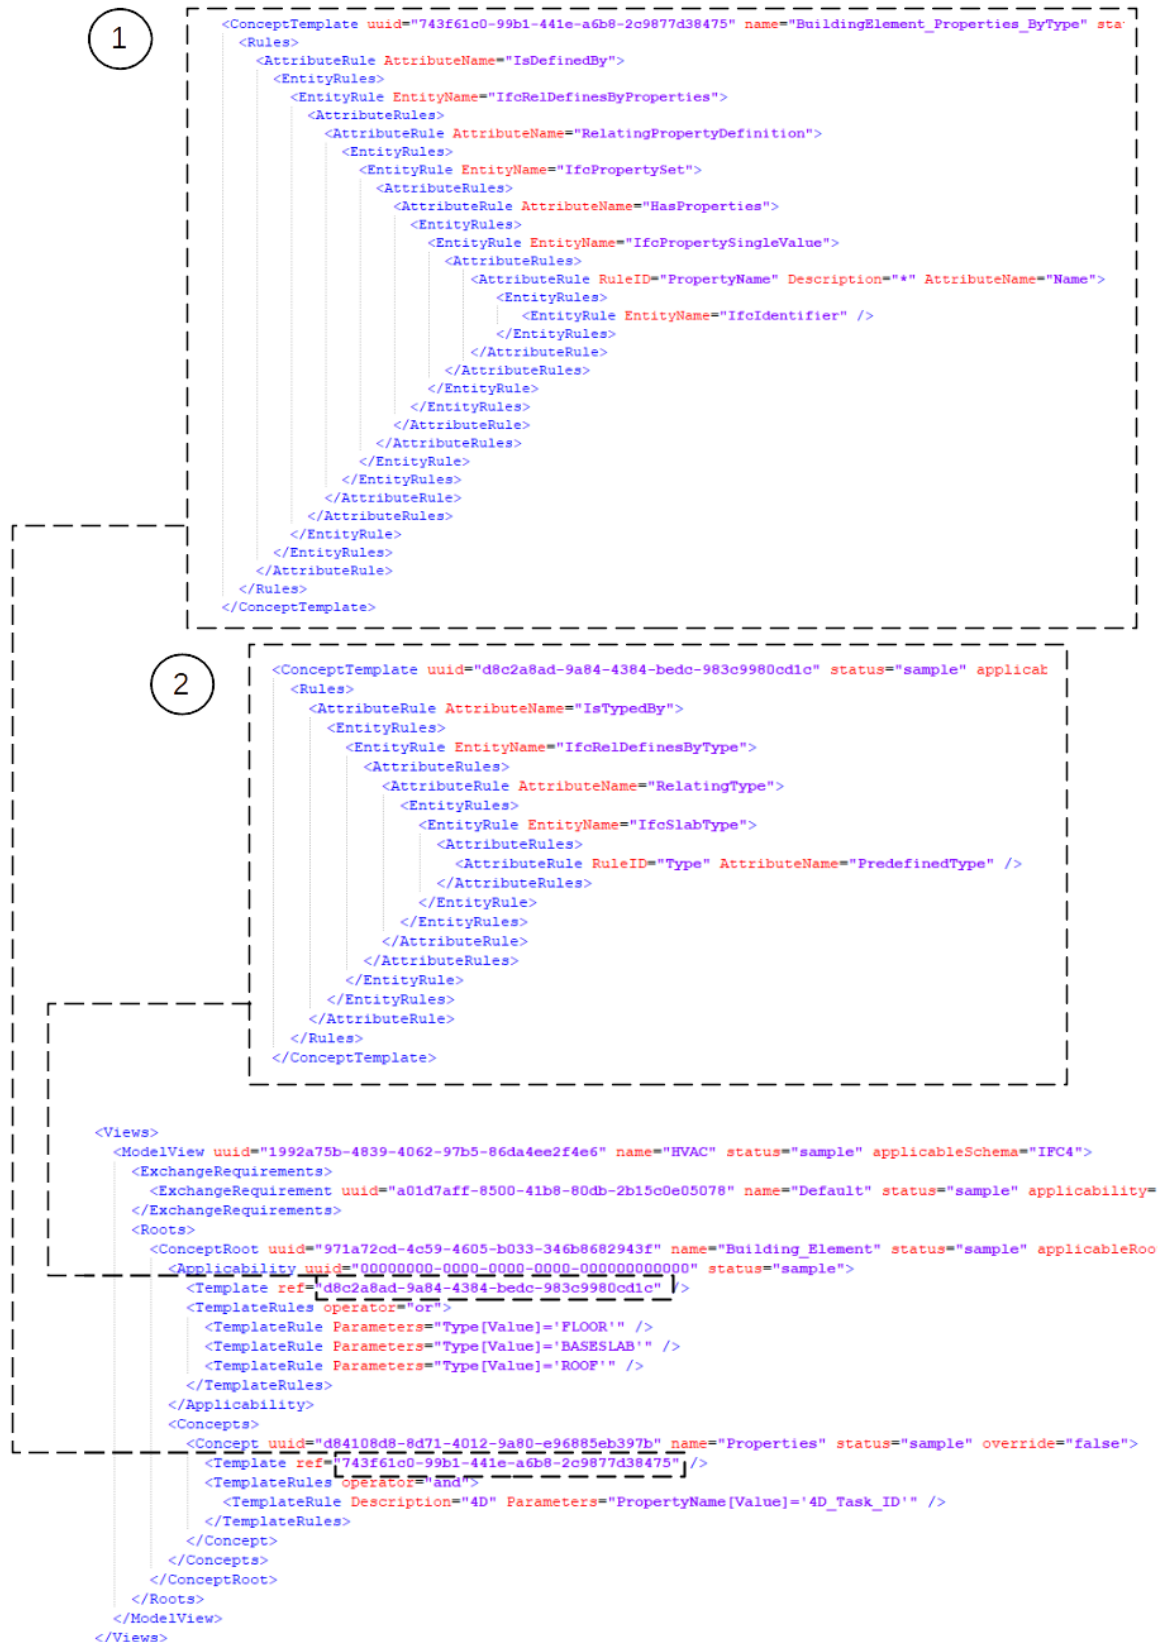 1
<ConceptTemplate uuid="743f61c0-99b1-441e-a6b8-2c9877d38475" name="BuildingElement_Properties_ByType" sta
<Rules>
<AttributeRule AttributeName="IsDefinedBy">
<EntityRules>
<EntityRule EntityName="IfcRelDefinesByProperties">
<AttributeRules>
<AttributeRule AttributeName="RelatingPropertyDefinition">
<EntityRules>
<EntityRule EntityName="IfcPropertySet">
<AttributeRules>
<AttributeRule AttributeName="HasProperties">
<EntityRules>
<EntityRule EntityName="IfcPropertySingleValue">
<AttributeRules>
<AttributeRule RuleID="PropertyName" Description="*" AttributeName="Name">
<EntityRules>
<EntityRule EntityName="IfcIdentifier" />
</EntityRules>
</AttributeRule>
</AttributeRules>
</EntityRule>
</EntityRules>
</AttributeRule>
</AttributeRules>
</EntityRule>
</EntityRules>
</AttributeRule>
</AttributeRules>
</EntityRule>
</EntityRules>
</AttributeRule>
</Rules>
</ConceptTemplate>
2
<ConceptTemplate uuid="d8c2a8ad-9a84-4384-bedc-983c9980cd1c" status="sample" applicab
<Rules>
<AttributeRule AttributeName="IsTypedBy">
<EntityRules>
<EntityRule EntityName="IfcRelDefinesByType">
<AttributeRules>
<AttributeRule AttributeName="RelatingType">
<EntityRules>
<EntityRule EntityName="IfcSlabType">
<AttributeRules>
<AttributeRule RuleID="Type" AttributeName="PredefinedType" />
</AttributeRules>
</EntityRule>
</EntityRules>
</AttributeRule>
</AttributeRules>
</EntityRule>
</EntityRules>
</AttributeRule>
</Rules>
</ConceptTemplate>
<Views>
<ModelView uuid="1992a75b-4839-4062-97b5-86da4ee2f4e6" name="HVAC" status="sample" applicableSchema="IFC4">
<ExchangeRequirements>
<ExchangeRequirement uuid="a01d7aff-8500-41b8-80db-2b15c0e05078" name="Default" status="sample" applicability=
</ExchangeRequirements>
<Roots>
<ConceptRoot uuid="971a72cd-4c59-4605-b033-346b8682943f" name="Building_Element" status="sample" applicableRoo
<Applicability uuid="00000000-0000-0000-0000-000000000000" status="sample">
<Template ref="d8c2a8ad-9a84-4384-bedc-983c9980cd1c" />
<TemplateRules operator="or">
<TemplateRule Parameters="Type[Value]='FLOOR'" />
<TemplateRule Parameters="Type[Value]='BASESLAB'" />
<TemplateRule Parameters="Type[Value]='ROOF'" />
</TemplateRules>
</Applicability>
<Concepts>
<Concept uuid="d84108d8-8d71-4012-9a80-e96885eb397b" name="Properties" status="sample" override="false">
<Template ref="743f61c0-99b1-441e-a6b8-2c9877d38475" />
<TemplateRules operator="and">
<TemplateRule Description="4D" Parameters="PropertyName[Value]='4D_Task_ID'" />
</TemplateRules>
</Concept>
</Concepts>
</ConceptRoot>
</Roots>
</ModelView>
</Views>